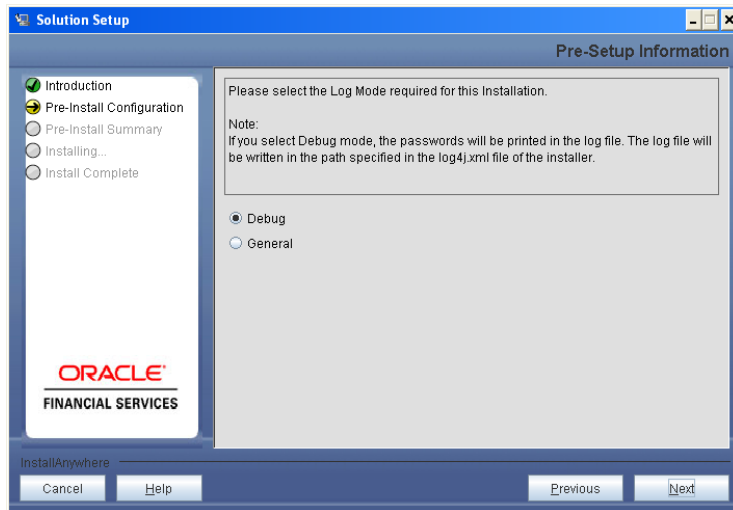 Solution Setup
Pre-Setup Information
Introduction
Pre-Install Configuration
Pre-Install Summary
Installing...
Install Complete
Please select the Log Mode required for this Installation.
Note:
If you select Debug mode, the passwords will be printed in the log file. The log file will
be written in the path specified in the log4j.xml file of the installer.
Debug
General
ORACLE
FINANCIAL SERVICES
InstallAnywhere
Cancel
Help
Previous
Next